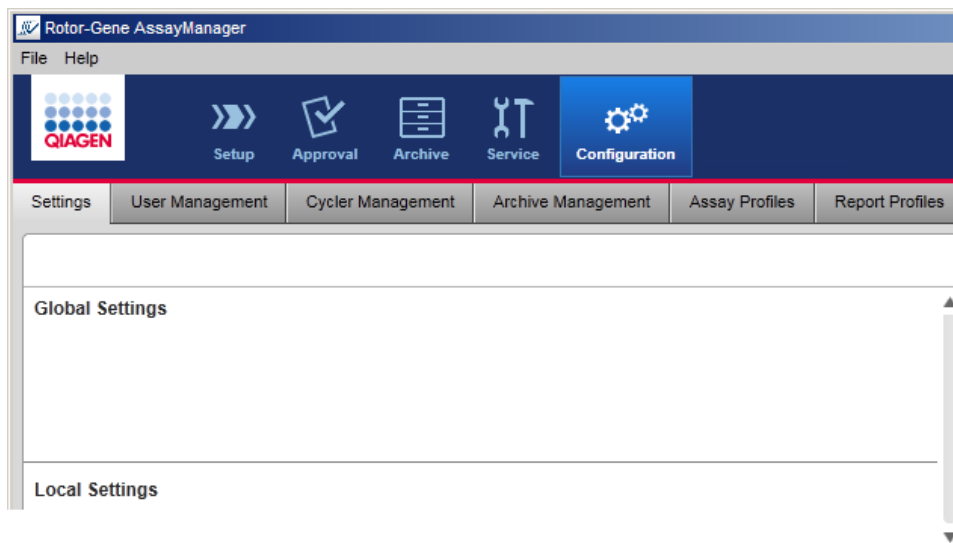 Rotor-Gene AssayManager
File Help
QIAGEN
Setup Approval Archive Service Configuration
Settings User Management Cycler Management Archive Management Assay Profiles Report Profiles
Global Settings
Local Settings